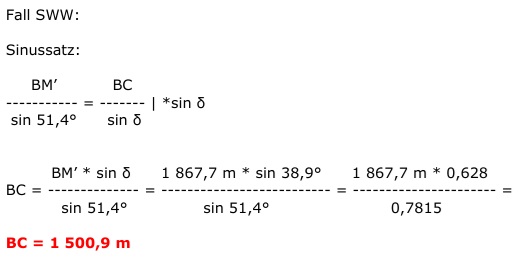 Fall SWW:
Sinussatz:
BM’ BC
----------- = ------- | *sin δ
sin 51,4° sin δ
BM’ * sin δ 1 867,7 m * sin 38,9° 1 867,7 m * 0,628
BC = -------------- = -------------------------- = ---------------------- =
sin 51,4° sin 51,4° 0,7815
BC = 1 500,9 m